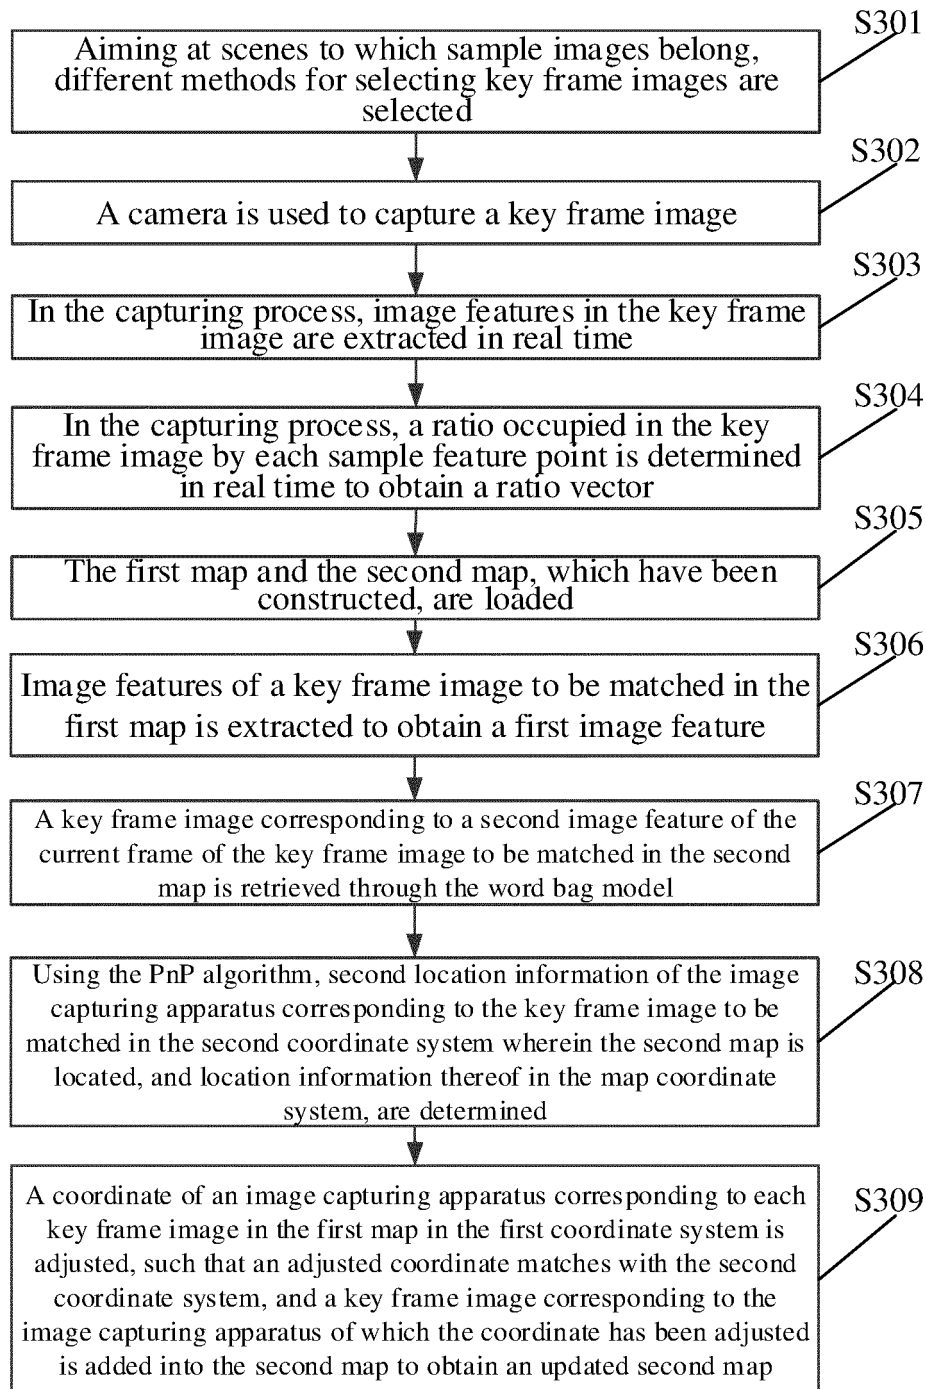 S301
Aiming at scenes to which sample images belong,
different methods for selecting key frame images are
selected
S302
A camera is used to capture a key frame image
S303
In the capturing process, image features in the key frame
image are extracted in real time
S304
In the capturing process, a ratio occupied in the key
frame image by each sample feature point is determined
in real time to obtain a ratio vector
S305
The first map and the second map, which have been
constructed, are loaded
S306
Image features of a key frame image to be matched in the
first map is extracted to obtain a first image feature
S307
A key frame image corresponding to a second image feature of the
current frame of the key frame image to be matched in the second
map is retrieved through the word bag model
S308
Using the PnP algorithm, second location information of the image
capturing apparatus corresponding to the key frame image to be
matched in the second coordinate system wherein the second map is
located, and location information thereof in the map coordinate
system, are determined
S309
A coordinate of an image capturing apparatus corresponding to each
key frame image in the first map in the first coordinate system is
adjusted, such that an adjusted coordinate matches with the second
coordinate system, and a key frame image corresponding to the
image capturing apparatus of which the coordinate has been adjusted
is added into the second map to obtain an updated second map